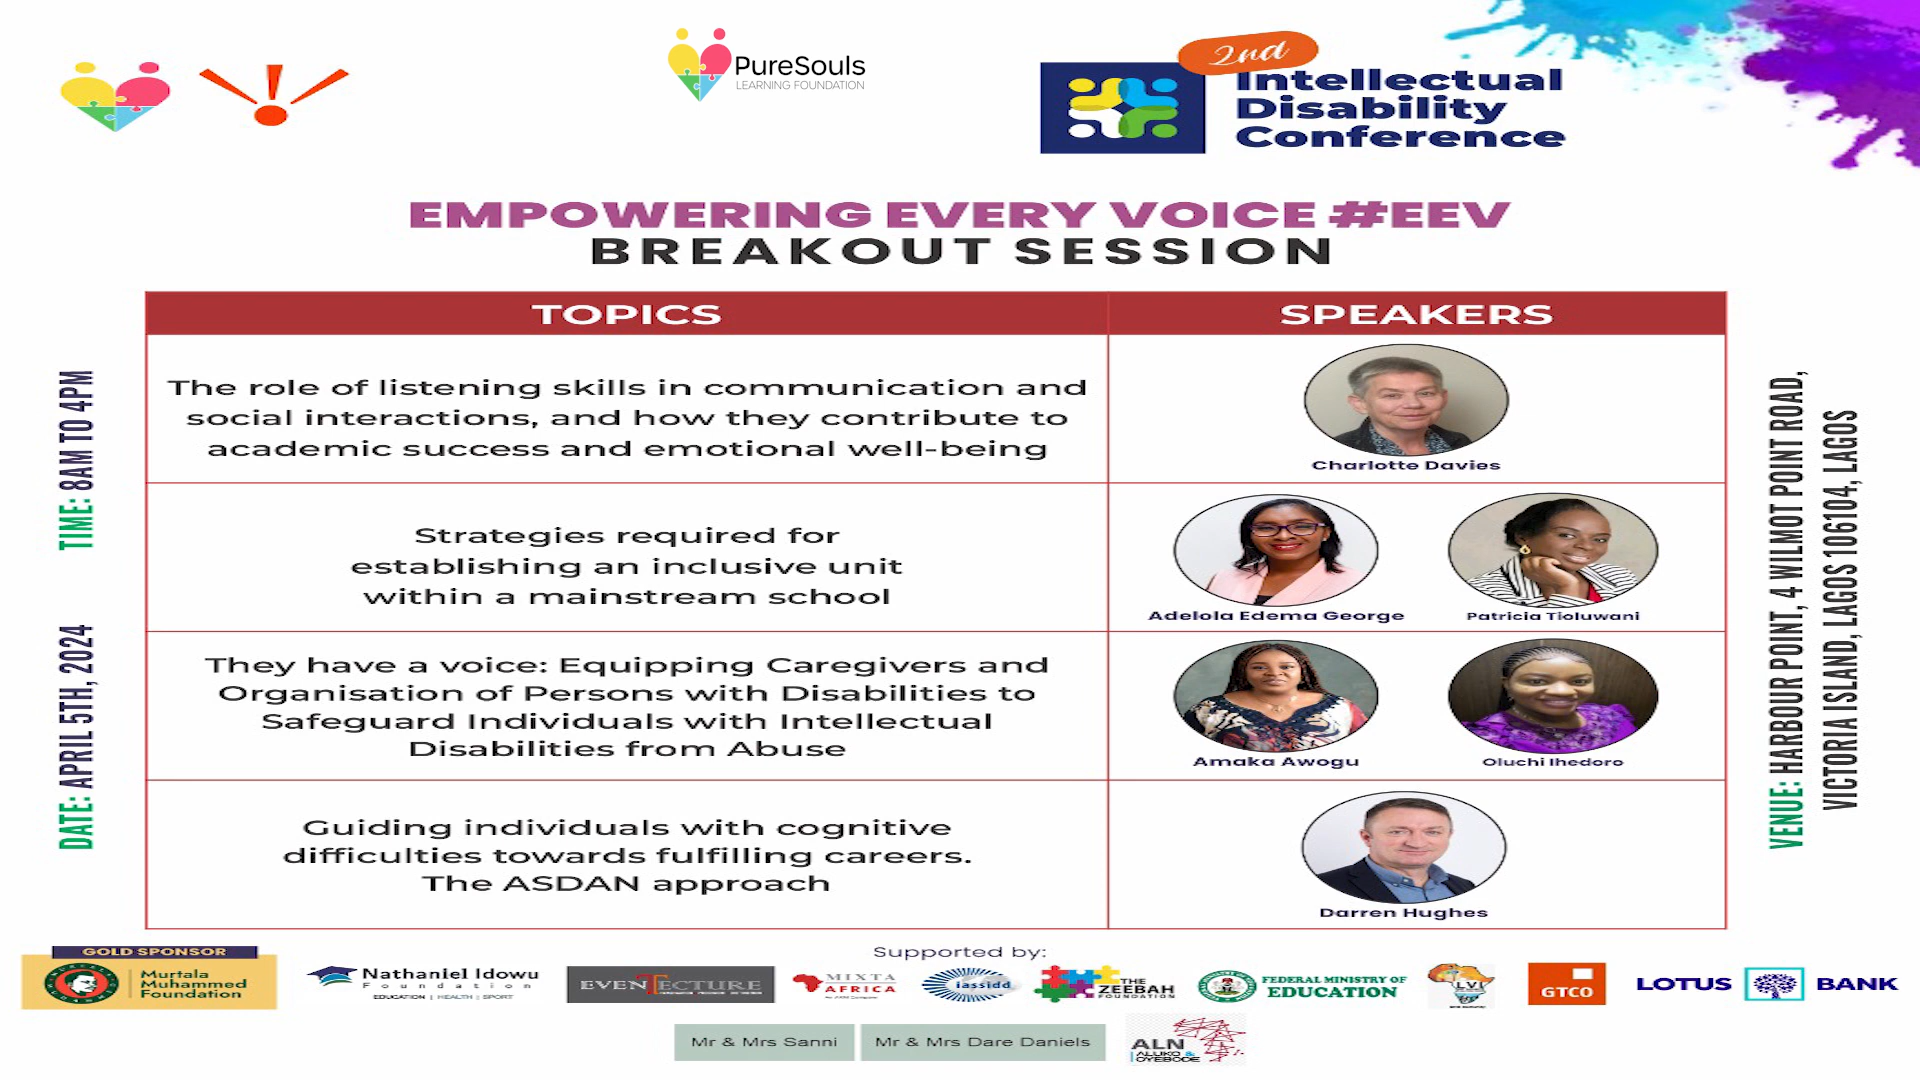 PureSouls
LEARNING FOUNDATION
2nd
Intellectual
Disability
Conference
EMPOWERING EVERY VOICE #EEV
BREAKOUT SESSION
TOPICS
SPEAKERS
The role of listening skills in communication and
social interactions, and how they contribute to
academic success and emotional well-being
Charlotte Davies
Strategies required for
establishing an inclusive unit
within a mainstream school
Adelola Edema George
Patricia Tioluwani
They have a voice: Equipping Caregivers and
Organisation of Persons with Disabilities to
Safeguard Individuals with Intellectual
Disabilities from Abuse
Amaka Awogu
Oluchi Ihedoro
Guiding individuals with cognitive
difficulties towards fulfilling careers.
The ASDAN approach
Darren Hughes
TIME: 8AM TO 4PM
DATE: APRIL 5TH, 2024
VENUE: HARBOUR POINT, 4 WILMOT POINT ROAD,
VICTORIA ISLAND, LAGOS 106104, LAGOS
GOLD SPONSOR
Murtala
Muhammed
Foundation
Supported by:
Nathaniel Idowu
Foundation
EDUCATION | HEALTH | SPORT
EVENTECTURE
MIXTA
AFRICA
iassidd
THE
ZEEBAH
FOUNDATION
FEDERAL MINISTRY OF
EDUCATION
LVI
GTCO
LOTUS BANK
Mr & Mrs Sanni
Mr & Mrs Dare Daniels
ALN
ALUKO &
OYEBODE